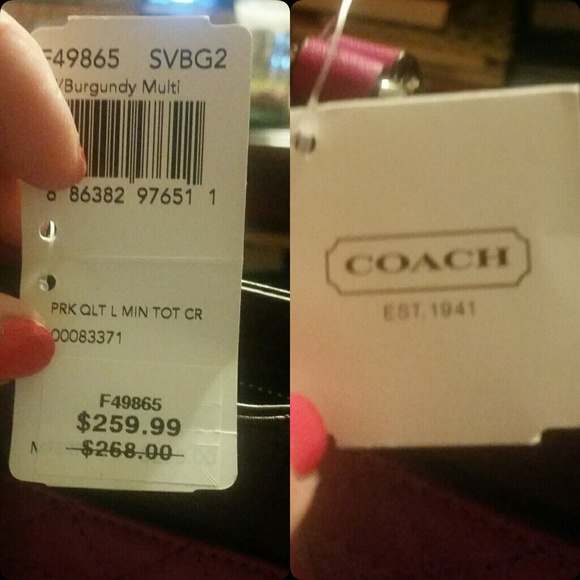 F49865 SVBG2
/Burgundy Multi
8 86382 97651 1
PRK QLT L MIN TOT CR
00083371
F49865
$259.99
$268.00
COACH
EST. 1941